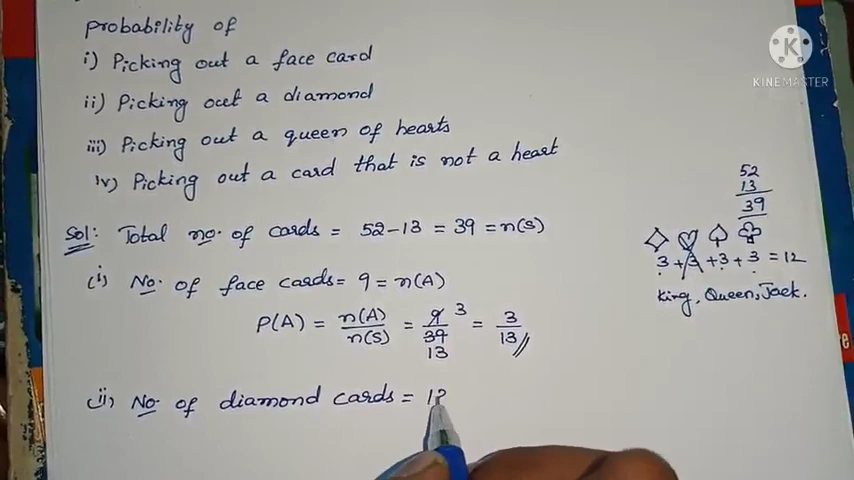 Probability of
i) Picking out a face card
ii) Picking out a diamond
iii) Picking out a queen of hearts
iv) Picking out a card that is not a heart
Sol: Total no. of cards = 52-13 = 39 = n(S)
(i) No. of face cards = 9 = n(A)
P(A) = n(A)/n(S) = 9/39 3 13 = 3/13 //
(ii) No. of diamond cards =
52
13
39
3 + 3 + 3 + 3 = 12
King, Queen, Jack.
K
KINEMASTER